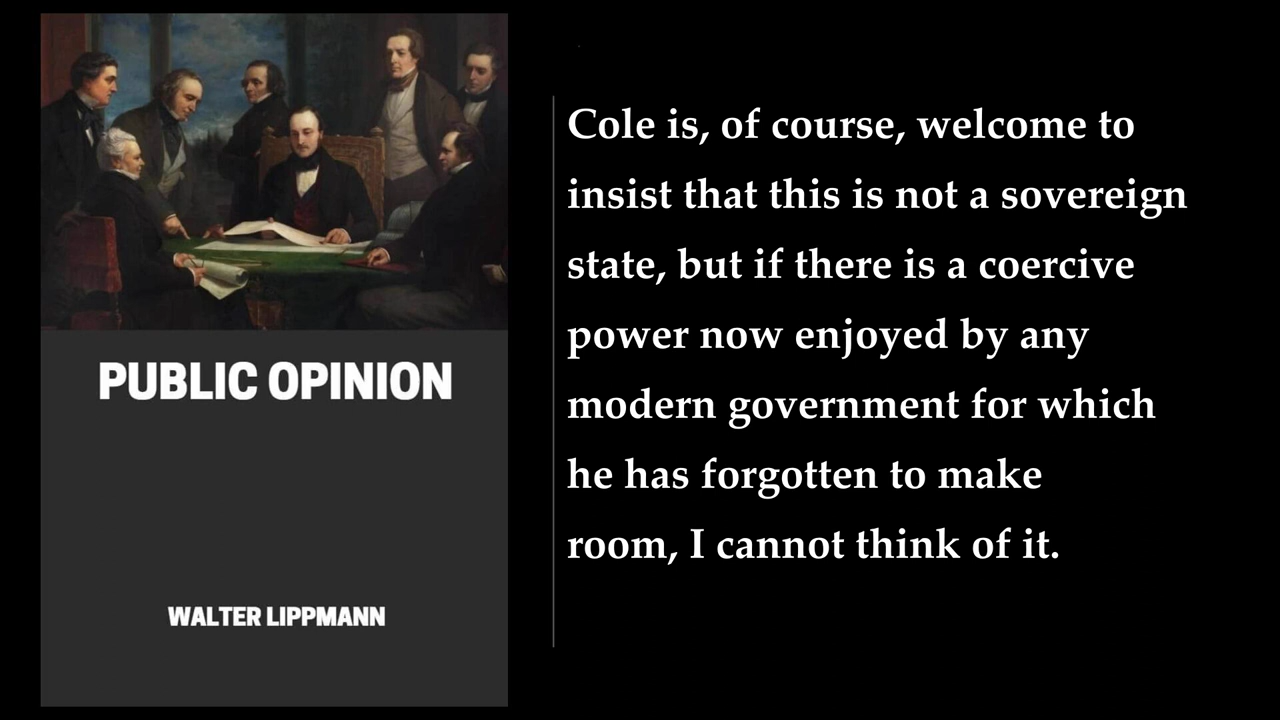 PUBLIC OPINION
WALTER LIPPMANN
Cole is, of course, welcome to
insist that this is not a sovereign
state, but if there is a coercive
power now enjoyed by any
modern government for which
he has forgotten to make
room, I cannot think of it.